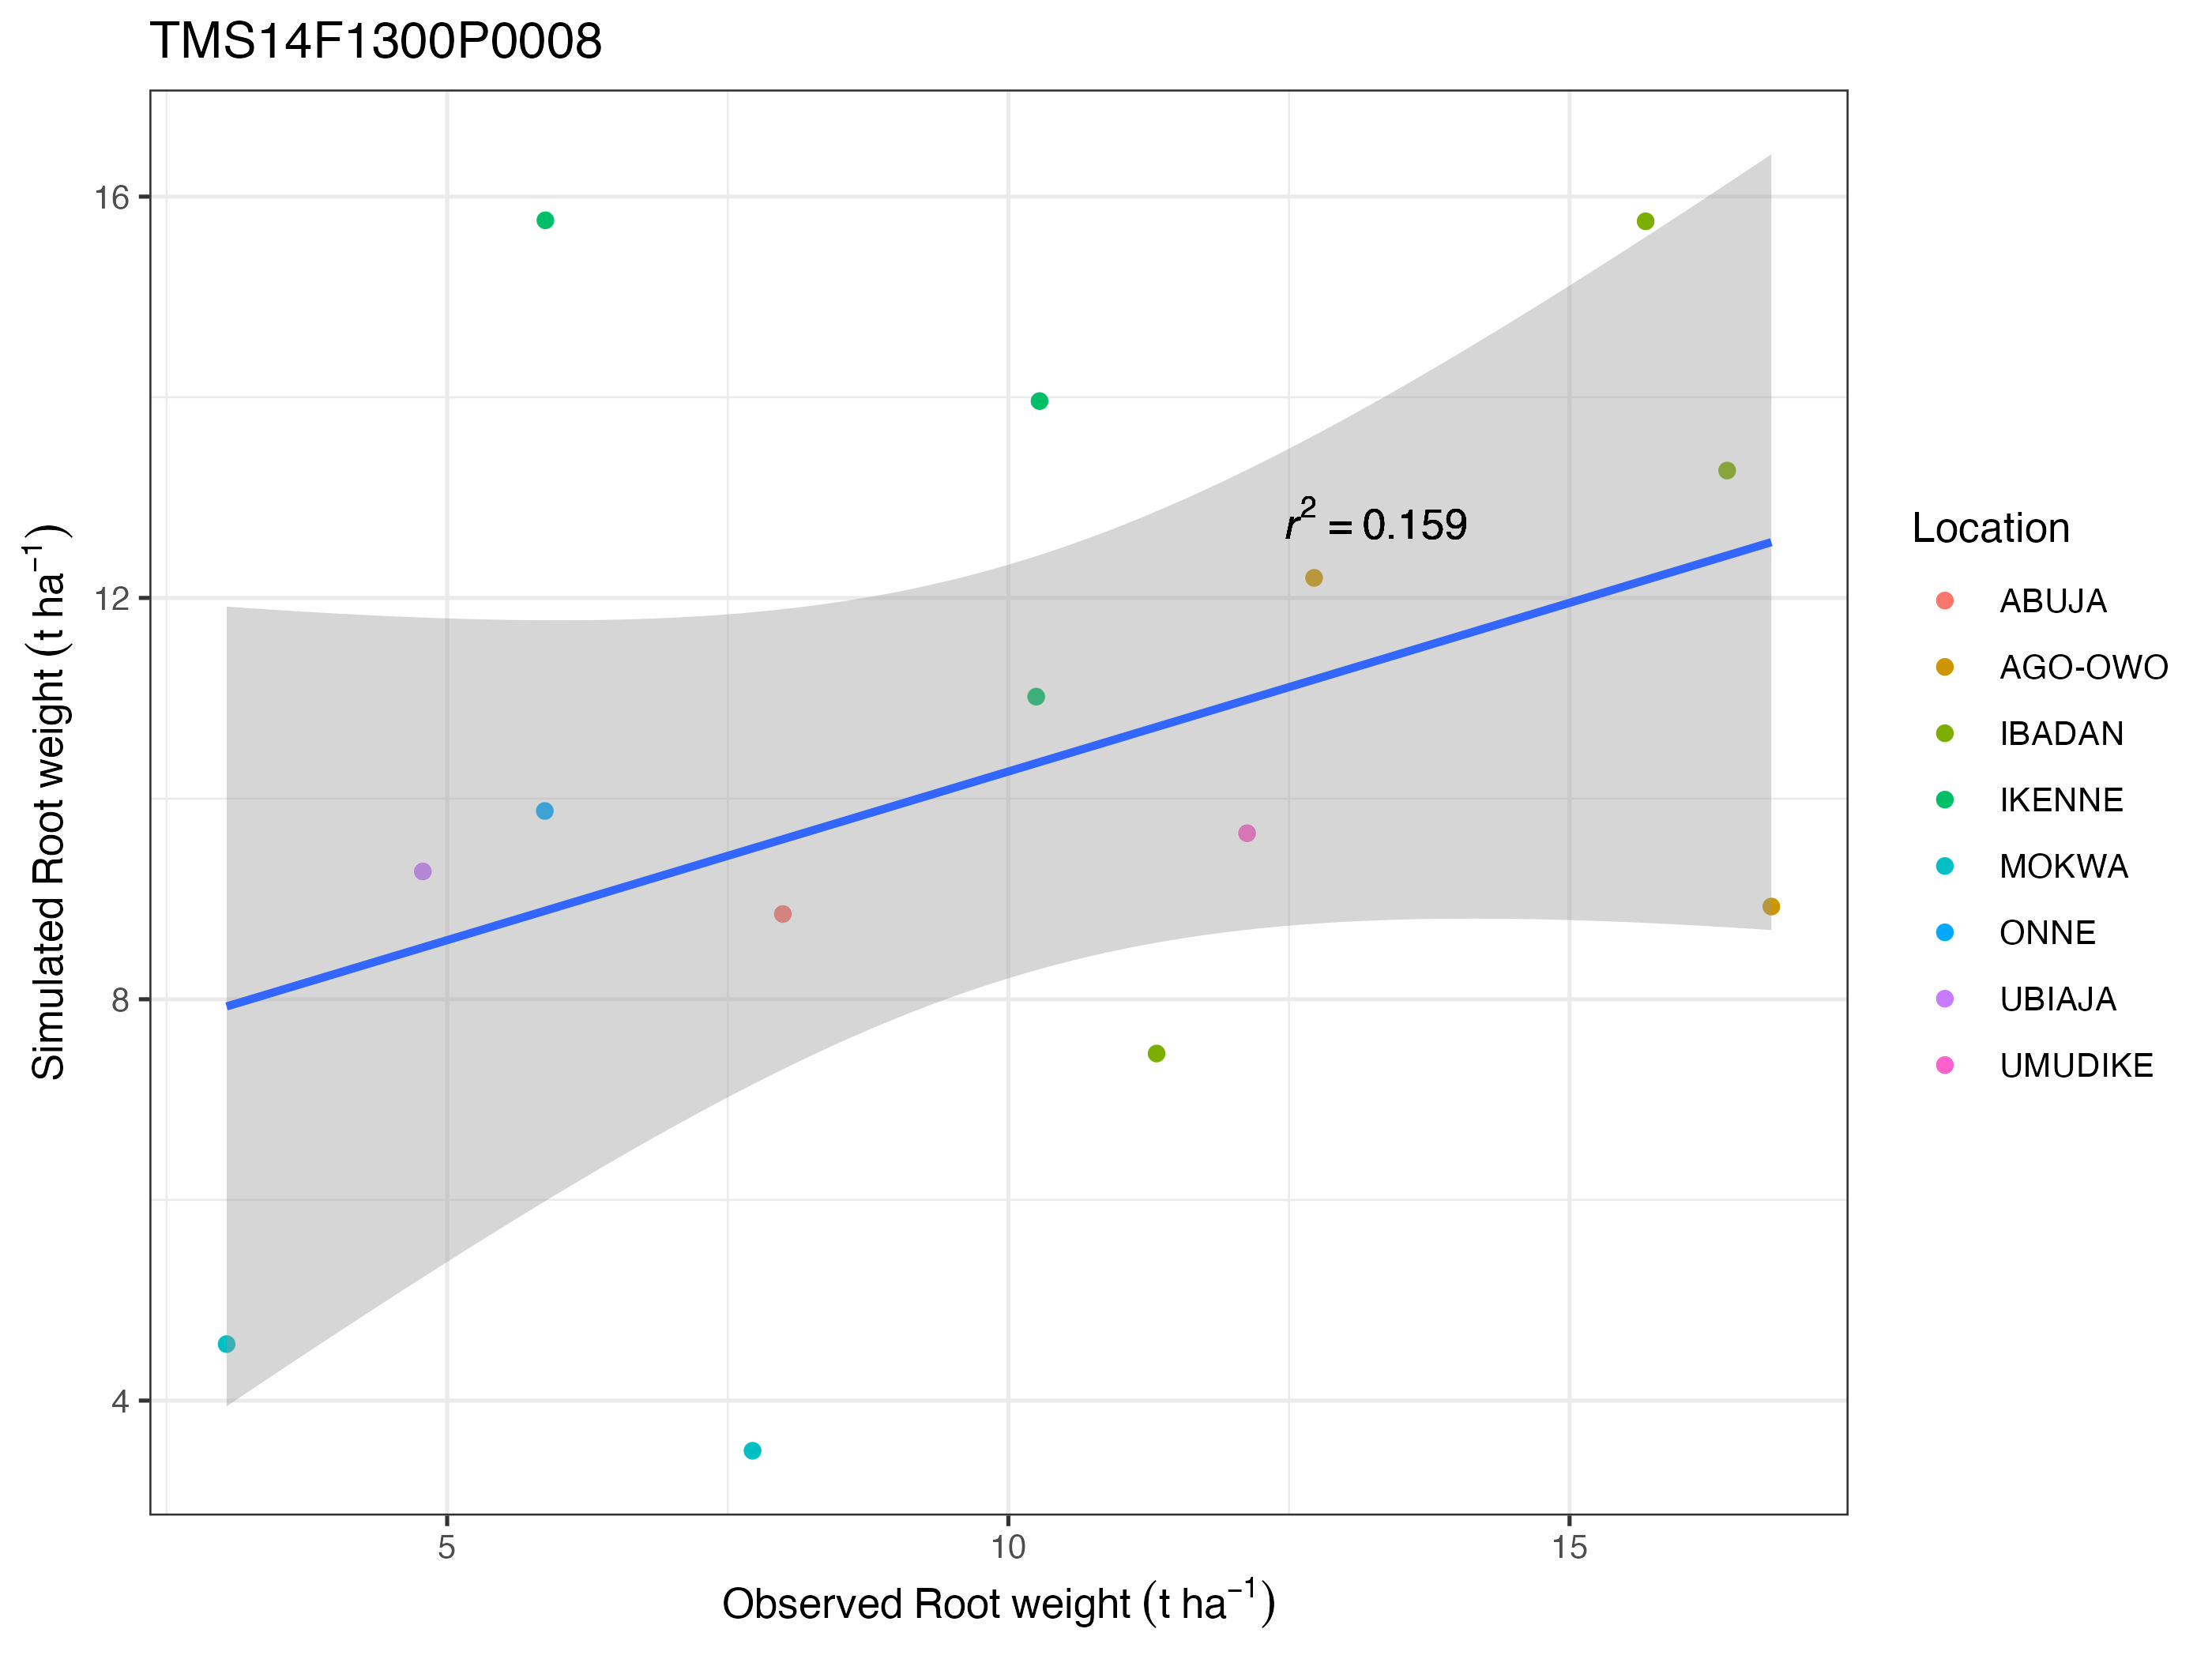 TMS14F1300P0008
Simulated Root weight (t ha⁻¹)
16
12
8
4
r² = 0.159
5
10
15
Observed Root weight (t ha⁻¹)
Location
ABUJA
AGO-OWO
IBADAN
IKENNE
MOKWA
ONNE
UBIAJA
UMUDIKE